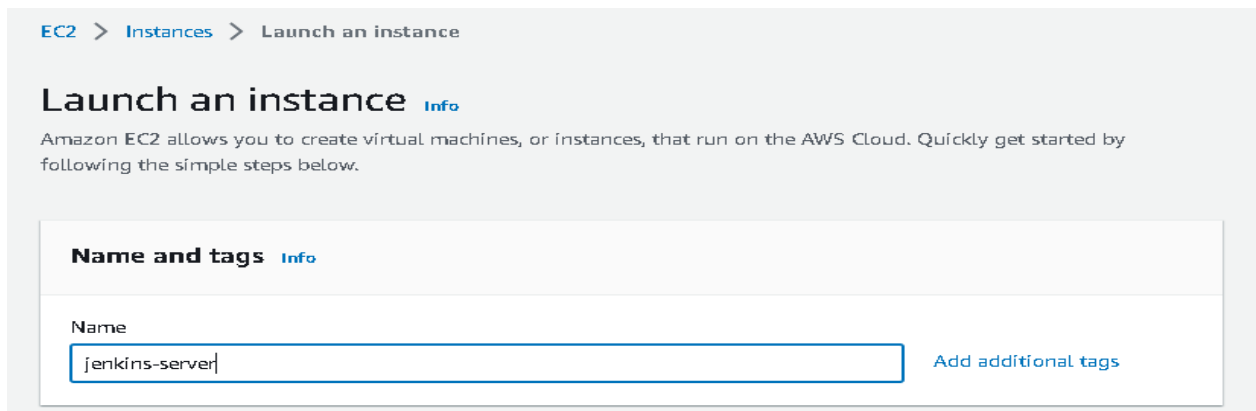 EC2 > Instances > Launch an instance
Launch an instance Info
Amazon EC2 allows you to create virtual machines, or instances, that run on the AWS Cloud. Quickly get started by
following the simple steps below.
Name and tags Info
Name
jenkins-server Add additional tags